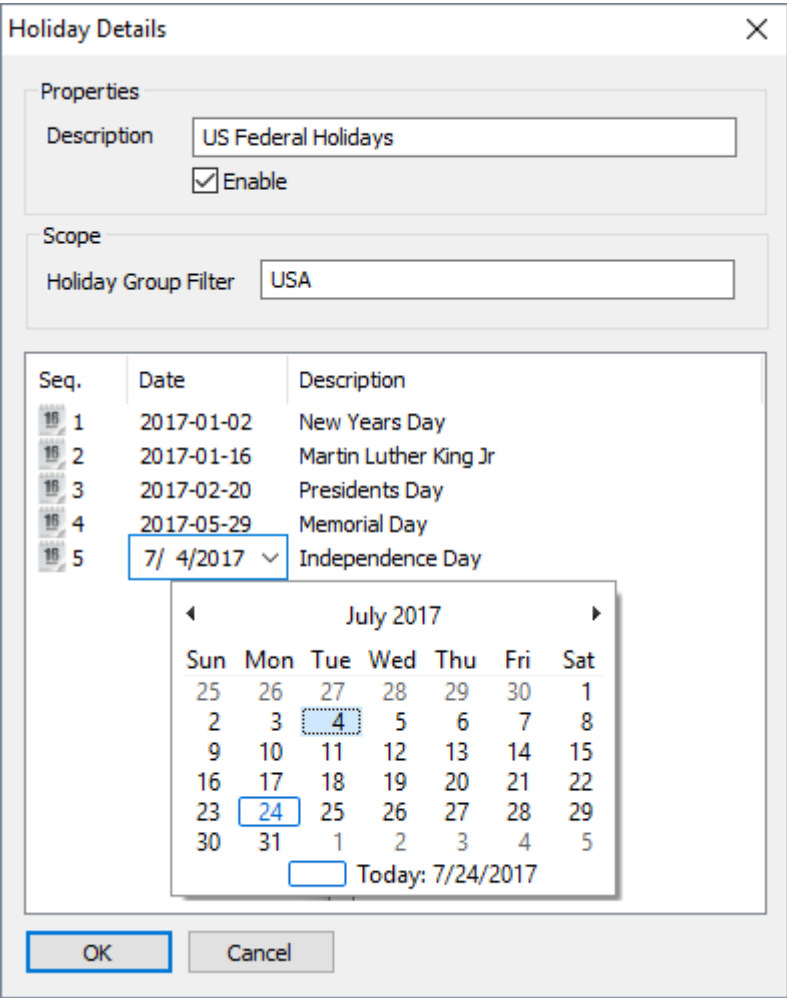 Holiday Details
Properties
Description US Federal Holidays
Enable
Scope
Holiday Group Filter USA
Seq. Date Description
16 1 2017-01-02 New Years Day
16 2 2017-01-16 Martin Luther King Jr
16 3 2017-02-20 Presidents Day
16 4 2017-05-29 Memorial Day
16 5 7/ 4/2017 Independence Day
July 2017
Sun Mon Tue Wed Thu Fri Sat
25 26 27 28 29 30 1
2 3 4 5 6 7 8
9 10 11 12 13 14 15
16 17 18 19 20 21 22
23 24 25 26 27 28 29
30 31 1 2 3 4 5
Today: 7/24/2017
OK Cancel